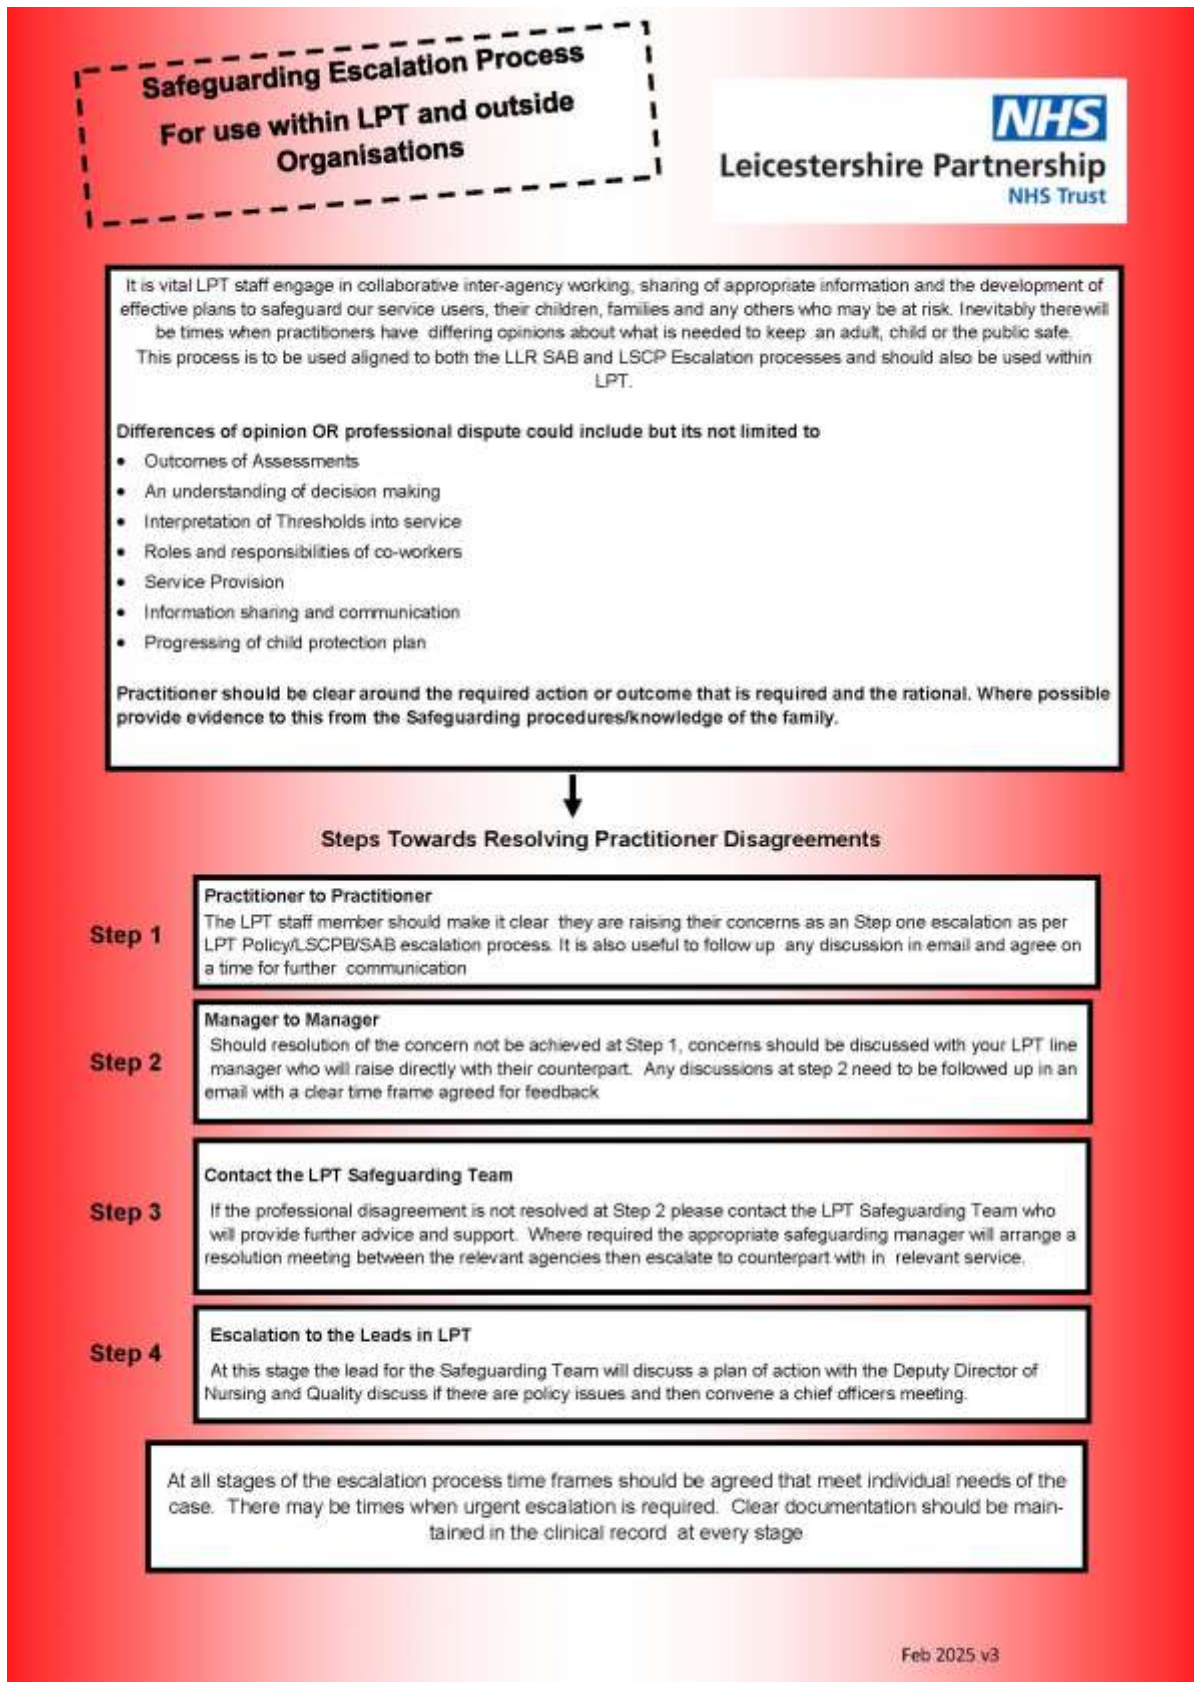 Safeguarding Escalation Process
For use within LPT and outside
Organisations
NHS
Leicestershire Partnership
NHS Trust
It is vital LPT staff engage in collaborative inter-agency working, sharing of appropriate information and the development of
effective plans to safeguard our service users, their children, families and any others who may be at risk. Inevitably therewill
be times when practitioners have differing opinions about what is needed to keep an adult, child or the public safe.
This process is to be used aligned to both the LLR SAB and LSCP Escalation processes and should also be used within
LPT.
Differences of opinion OR professional dispute could include but its not limited to
• Outcomes of Assessments
• An understanding of decision making
• Interpretation of Thresholds into service
• Roles and responsibilities of co-workers
• Service Provision
• Information sharing and communication
• Progressing of child protection plan
Practitioner should be clear around the required action or outcome that is required and the rational. Where possible
provide evidence to this from the Safeguarding procedures/knowledge of the family.
Steps Towards Resolving Practitioner Disagreements
Step 1
Practitioner to Practitioner
The LPT staff member should make it clear they are raising their concerns as an Step one escalation as per
LPT Policy/LSCPB/SAB escalation process. It is also useful to follow up any discussion in email and agree on
a time for further communication
Step 2
Manager to Manager
Should resolution of the concern not be achieved at Step 1, concerns should be discussed with your LPT line
manager who will raise directly with their counterpart. Any discussions at step 2 need to be followed up in an
email with a clear time frame agreed for feedback
Step 3
Contact the LPT Safeguarding Team
If the professional disagreement is not resolved at Step 2 please contact the LPT Safeguarding Team who
will provide further advice and support. Where required the appropriate safeguarding manager will arrange a
resolution meeting between the relevant agencies then escalate to counterpart with in relevant service.
Step 4
Escalation to the Leads in LPT
At this stage the lead for the Safeguarding Team will discuss a plan of action with the Deputy Director of
Nursing and Quality discuss if there are policy issues and then convene a chief officers meeting.
At all stages of the escalation process time frames should be agreed that meet individual needs of the
case. There may be times when urgent escalation is required. Clear documentation should be main-
tained in the clinical record at every stage
Feb 2025 v3